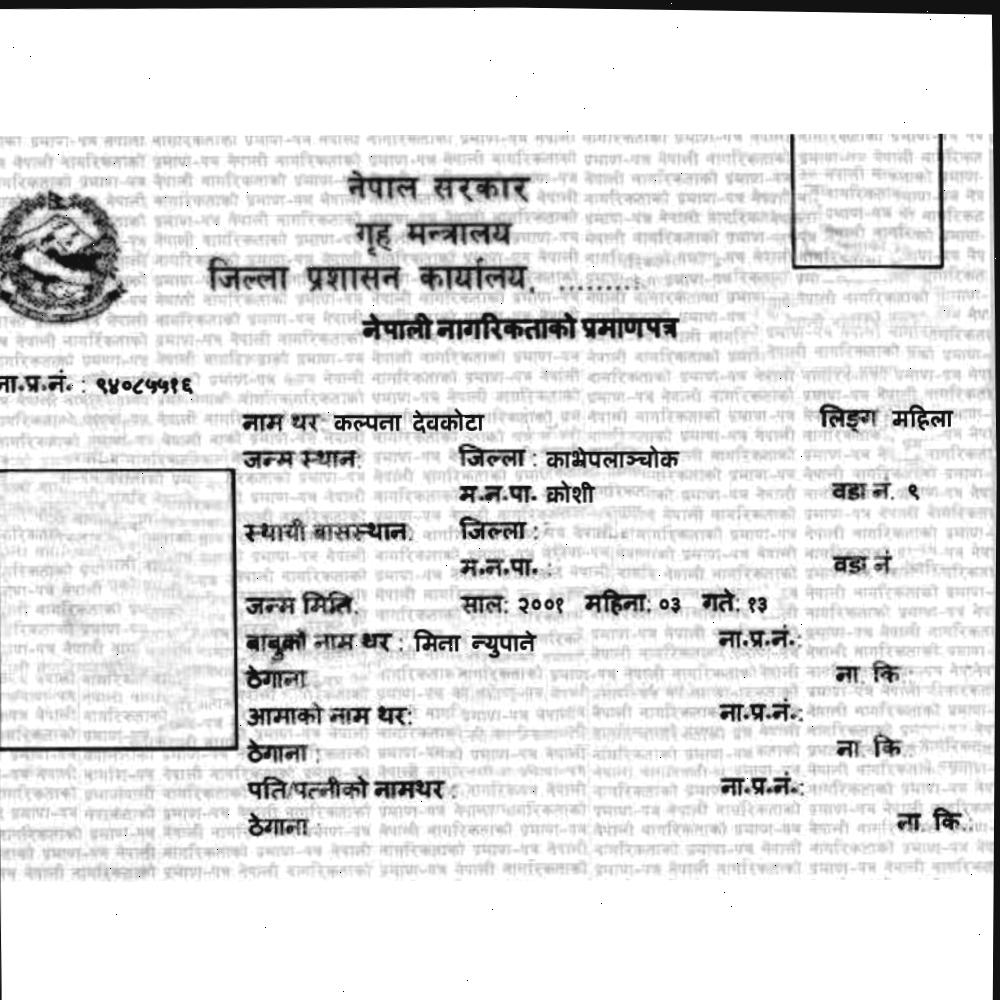 नेपाल सरकार
गृह मन्त्रालय
जिल्ला प्रशासन कार्यालय, .........
नेपाली नागरिकताको प्रमाणपत्र
ना.प्र.नं. : ९४०८५५१६
नाम थर: कल्पना देवकोटा लिङ्ग महिला
जन्म स्थान: जिल्ला : काभ्रेपलाञ्चोक
म.न.पा. क्रोशी वडा नं. ९
स्थायी बासस्थान: जिल्ला :
म.न.पा. : वडा नं
जन्म मिति: साल: २००१ महिना: ०३ गते: १३
बाबुको नाम थर : मिना न्युपाने ना.प्र.नं.:
ठेगाना ना. कि.:
आमाको नाम थर: ना.प्र.नं.:
ठेगाना : ना. कि.:
पति/पत्नीको नामथर : ना.प्र.नं.:
ठेगाना : ना. कि.: